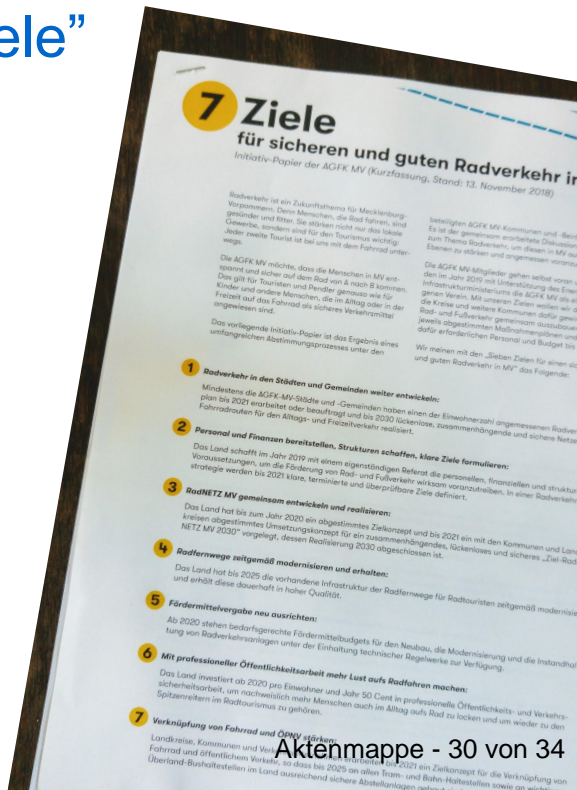 ele”
7 Ziele
für sicheren und guten Radverkehr in
Initiativ-Papier der AGFK MV (Kurzfassung, Stand: 13. November 2018)
Radverkehr ist ein Zukunftsthema für Mecklenburg-
Vorpommern. Denn Menschen, die Rad fahren, sind
gesünder und fitter. Sie stärken nicht nur das lokale
Gewerbe, sondern sind für den Tourismus wichtig:
Jeder zweite Tourist ist bei uns mit dem Fahrrad unter-
wegs.
Die AGFK MV möchte, dass die Menschen in MV ent-
spannt und sicher auf dem Rad von A nach B kommen.
Das gilt für Touristen und Pendler genauso wie für
Kinder und andere Menschen, die im Alltag oder in der
Freizeit auf das Fahrrad als sicheres Verkehrsmittel
angewiesen sind.
Das vorliegende Initiativ-Papier ist das Ergebnis eines
umfangreichen Abstimmungsprozesses unter den
beteiligten AGFK MV-Kommunen und
Es ist der gemeinsam erarbeitete
zum Thema Radverkehr, um diesen in MV
Ebenen zu stärken und angemessen
Die AGFK MV-Mitglieder gehen selbst voran
den im Jahr 2019 mit Unterstützung des
Infrastrukturministeriums die AGFK MV als
genen Verein. Mit unseren Zielen wollen wir
die Kreise und weitere Kommunen dafür
Rad- und Fußverkehr gemeinsam
jeweils abgestimmten Maßnahmenplänen und
dafür erforderlichen Personal und Budget bis
Wir meinen mit den „Sieben Zielen für einen
und guten Radverkehr in MV“ das Folgende:
1 Radverkehr in den Städten und Gemeinden weiter entwickeln:
Mindestens die AGFK-MV-Städte und -Gemeinden haben einen der Einwohnerzahl angemessenen
plan bis 2021 erarbeitet oder beauftragt und bis 2030 lückenlose, zusammenhängende und sichere
Fahrradrouten für den Alltags- und Freizeitverkehr realisiert.
2 Personal und Finanzen bereitstellen, Strukturen schaffen, klare Ziele formulieren:
Das Land schafft im Jahr 2019 mit einem eigenständigen Referat die personellen, finanziellen und
Voraussetzungen, um die Förderung von Rad- und Fußverkehr wirksam voranzutreiben. In einer
strategie werden bis 2021 klare, terminierte und überprüfbare Ziele definiert.
3 RadNETZ MV gemeinsam entwickeln und realisieren:
Das Land hat bis zum Jahr 2020 ein abgestimmtes Zielkonzept und bis 2021 ein mit den Kommunen und
kreisen abgestimmtes Umsetzungskonzept für ein zusammenhängendes, lückenloses und sicheres
NETZ MV 2030“ vorgelegt, dessen Realisierung 2030 abgeschlossen ist.
4 Radfernwege zeitgemäß modernisieren und erhalten:
Das Land hat bis 2025 die vorhandene Infrastruktur der Radfernwege für Radtouristen zeitgemäß
und erhält diese dauerhaft in hoher Qualität.
5 Fördermittelvergabe neu ausrichten:
Ab 2020 stehen bedarfsgerechte Fördermittelbudgets für den Neubau, die Modernisierung und die
tung von Radverkehrsanlagen unter der Einhaltung technischer Regelwerke zur Verfügung.
6 Mit professioneller Öffentlichkeitsarbeit mehr Lust aufs Radfahren machen:
Das Land investiert ab 2020 pro Einwohner und Jahr 50 Cent in professionelle Öffentlichkeits- und Verkehrs-
sicherheitsarbeit, um nachweislich mehr Menschen auch im Alltag aufs Rad zu locken und um wieder zu den
Spitzenreitern im Radtourismus zu gehören.
7 Verknüpfung von Fahrrad und ÖPNV stärken:
Landkreise, Kommunen und erarbeiten bis 2021 ein Zielkonzept für die Verknüpfung von
Fahrrad und öffentlichem Verkehr, so dass bis 2025 an allen Tram- und Bahn-Haltestellen sowie an
Überland-Bushaltestellen im Land ausreichend sichere Abstellanlagen
Aktenmappe - 30 von 34